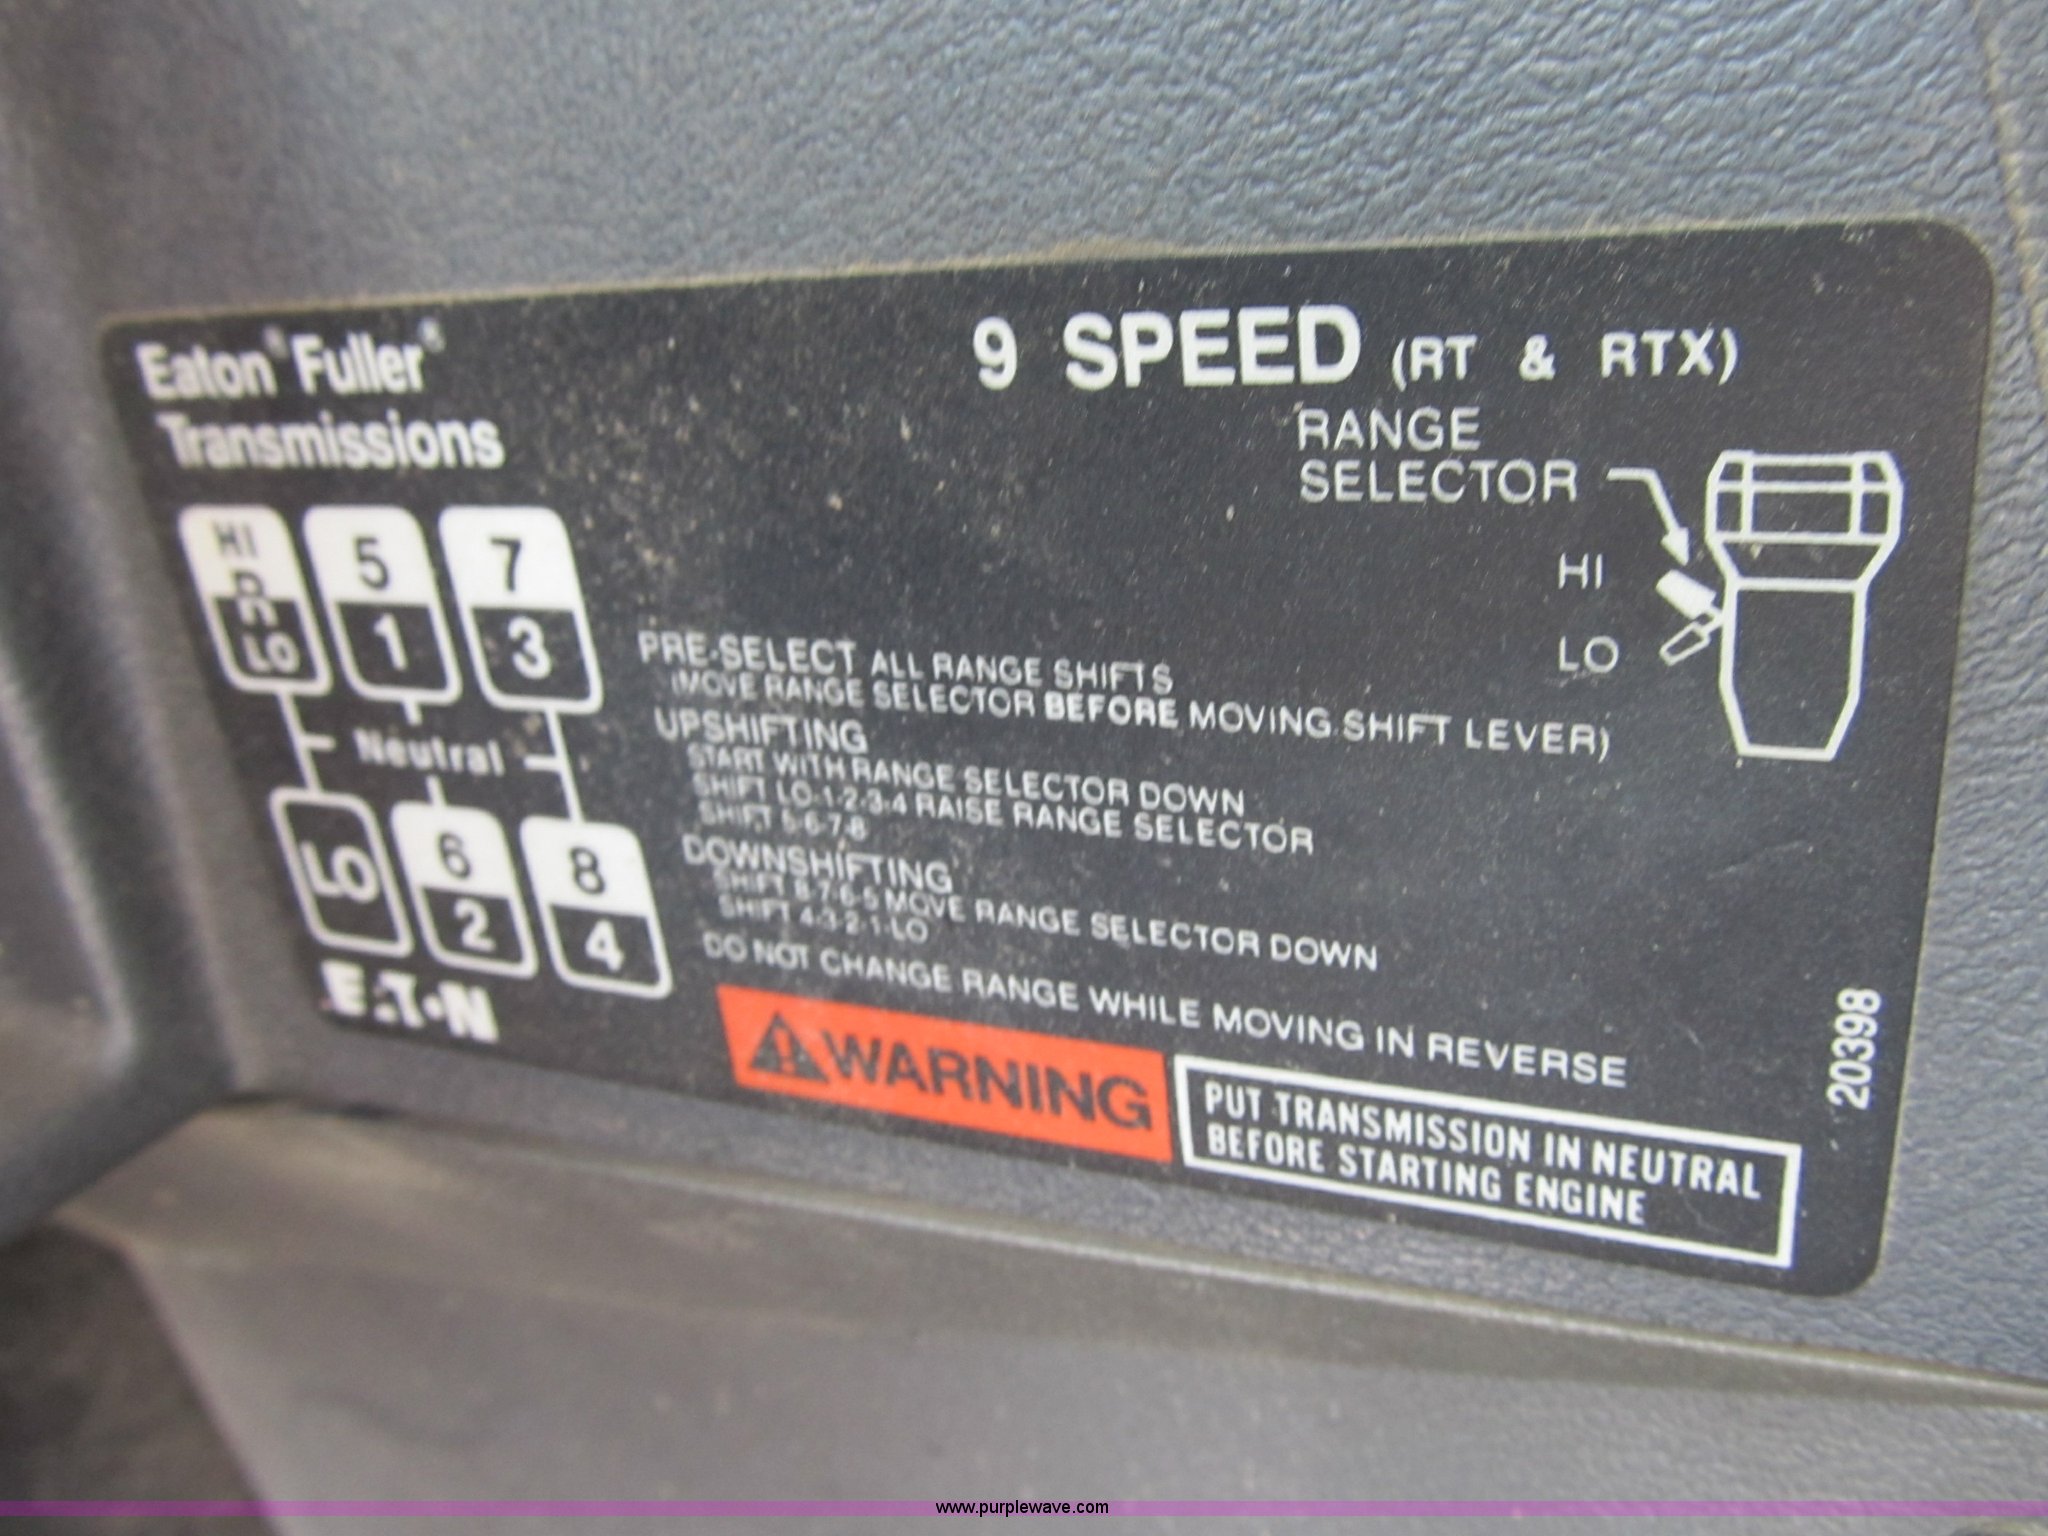 Eaton® Fuller®
Transmissions
9 SPEED (RT & RTX)
RANGE
SELECTOR
HI
LO
HI
R
LO
5
1
7
3
Neutral
LO
6
2
8
4
EATON
PRE-SELECT ALL RANGE SHIFTS
(MOVE RANGE SELECTOR BEFORE MOVING SHIFT LEVER)
UPSHIFTING
START WITH RANGE SELECTOR DOWN
SHIFT LO-1-2-3-4 RAISE RANGE SELECTOR
SHIFT 5-6-7-8
DOWNSHIFTING
SHIFT 8-7-6-5 MOVE RANGE SELECTOR DOWN
SHIFT 4-3-2-1-LO
DO NOT CHANGE RANGE WHILE MOVING IN REVERSE
WARNING
PUT TRANSMISSION IN NEUTRAL
BEFORE STARTING ENGINE
20398
www.purplewave.com